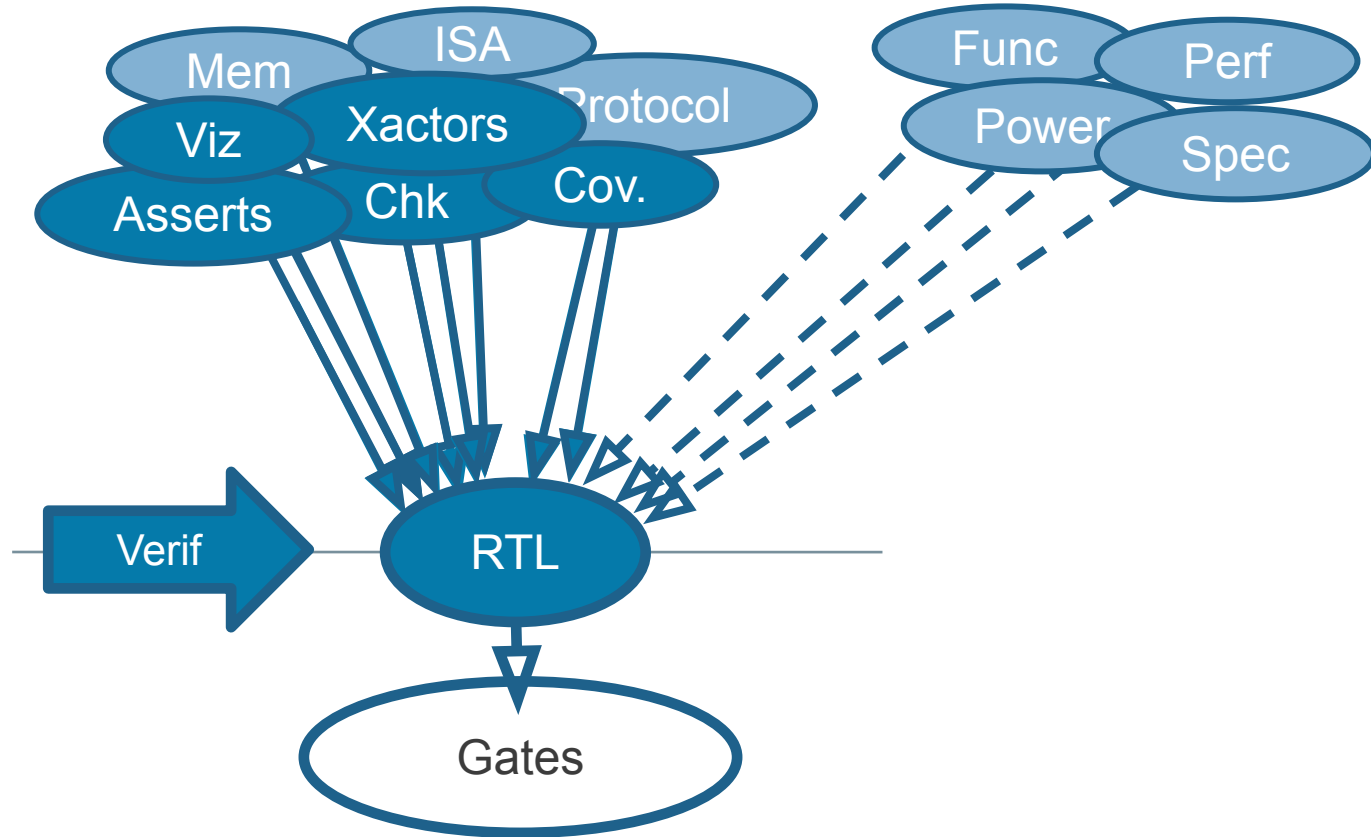 ISA
Mem
Protocol
Xactors
Viz
Chk
Cov.
Asserts
Func
Perf
Power
Spec
Verif
RTL
Gates